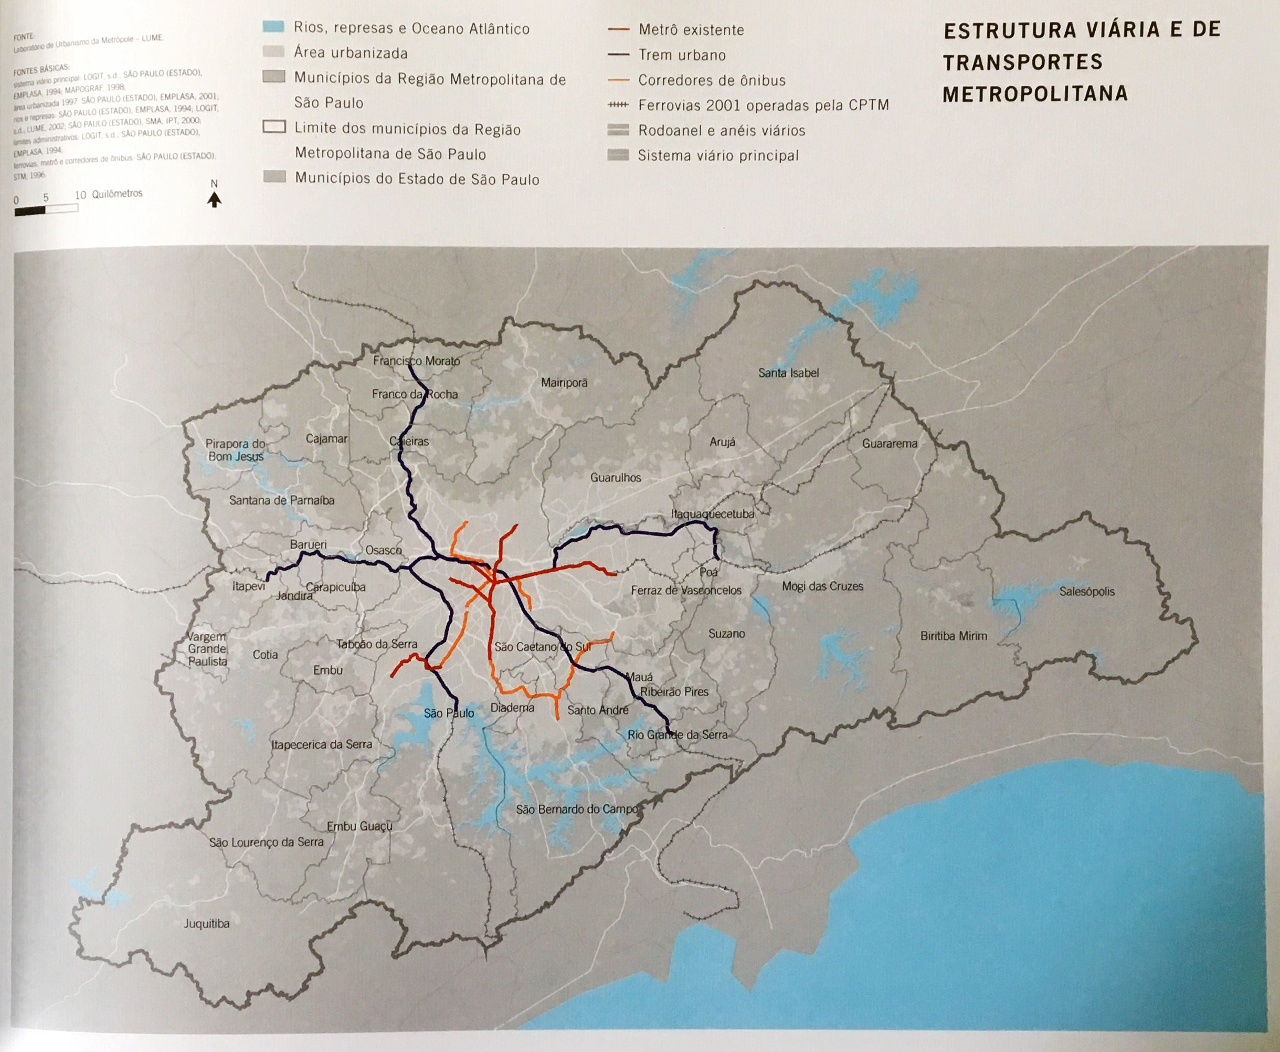 FONTE:
Laboratório de Urbanismo da Metrópole – LUME.
FONTES BÁSICAS:
sistema viário principal: LOGIT, s.d.; SÃO PAULO (ESTADO),
EMPLASA, 1994; MAPOGRAF, 1998;
área urbanizada 1997: SÃO PAULO (ESTADO), EMPLASA, 2001;
rios e represas: SÃO PAULO (ESTADO), EMPLASA, 1994; LOGIT,
s.d.; LUME, 2002; SÃO PAULO (ESTADO), SMA, IPT, 2000;
limites administrativos: LOGIT, s.d.; SÃO PAULO (ESTADO),
EMPLASA, 1994;
ferrovias, metrô e corredores de ônibus: SÃO PAULO (ESTADO),
STM, 1996.
0 5 10 Quilômetros
N
Rios, represas e Oceano Atlântico
Área urbanizada
Municípios da Região Metropolitana de
São Paulo
Limite dos municípios da Região
Metropolitana de São Paulo
Municípios do Estado de São Paulo
Metrô existente
Trem urbano
Corredores de ônibus
Ferrovias 2001 operadas pela CPTM
Rodoanel e anéis viários
Sistema viário principal
ESTRUTURA VIÁRIA E DE
TRANSPORTES
METROPOLITANA
Francisco Morato
Franco da Rocha
Mairiporã
Santa Isabel
Pirapora do
Bom Jesus
Cajamar
Caieiras
Arujá
Guararema
Guarulhos
Santana de Parnaíba
Itaquaquecetuba
Barueri
Osasco
Itapevi
Jandira
Carapicuíba
Poá
Ferraz de Vasconcelos
Mogi das Cruzes
Salesópolis
Vargem
Grande
Paulista
Cotia
Taboão da Serra
São Caetano do Sul
Suzano
Biritiba Mirim
Embu
Mauá
Ribeirão Pires
São Paulo
Diadema
Santo André
Rio Grande da Serra
Itapecerica da Serra
São Bernardo do Campo
Embu Guaçu
São Lourenço da Serra
Juquitiba